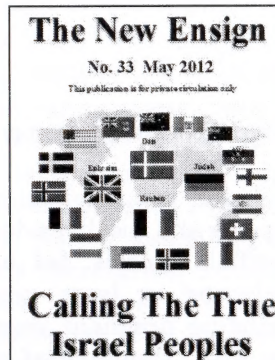 The New Ensign
No. 33 May 2012
This publication is for private circulation only
Dan
Ephraim
Judah
Reuben
Calling The True
Israel Peoples